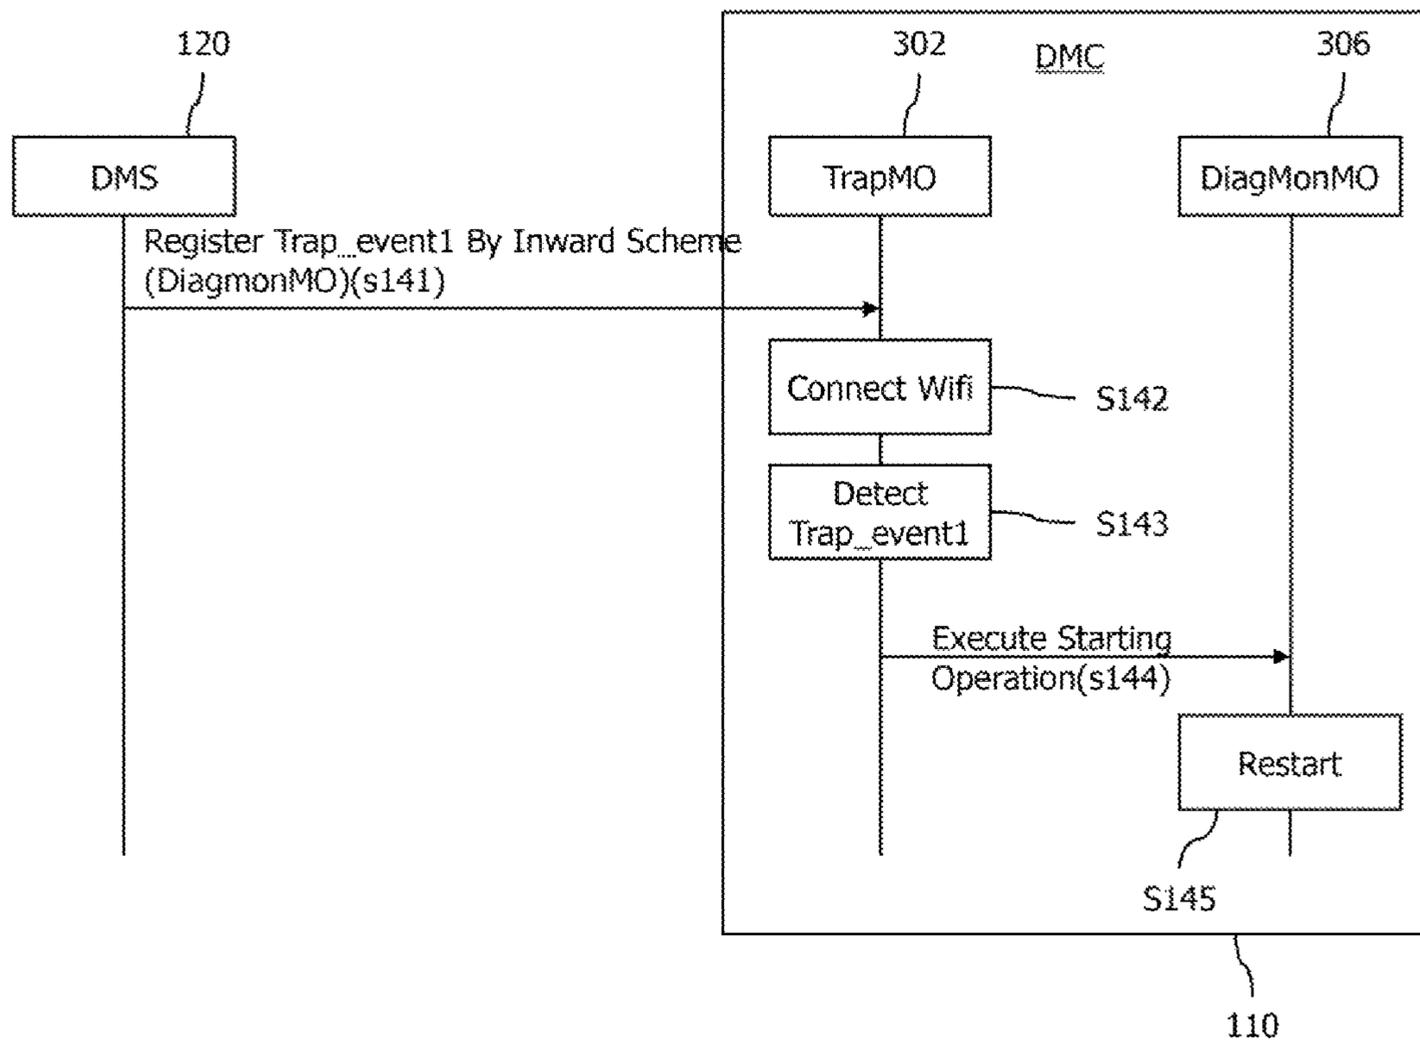 120
302
DMC
306
DMS
TrapMO
DiagMonMO
Register Trap_event1 By Inward Scheme
(DiagmonMO)(s141)
Connect Wifi
S142
Detect
Trap_event1
S143
Execute Starting
Operation(s144)
Restart
S145
110